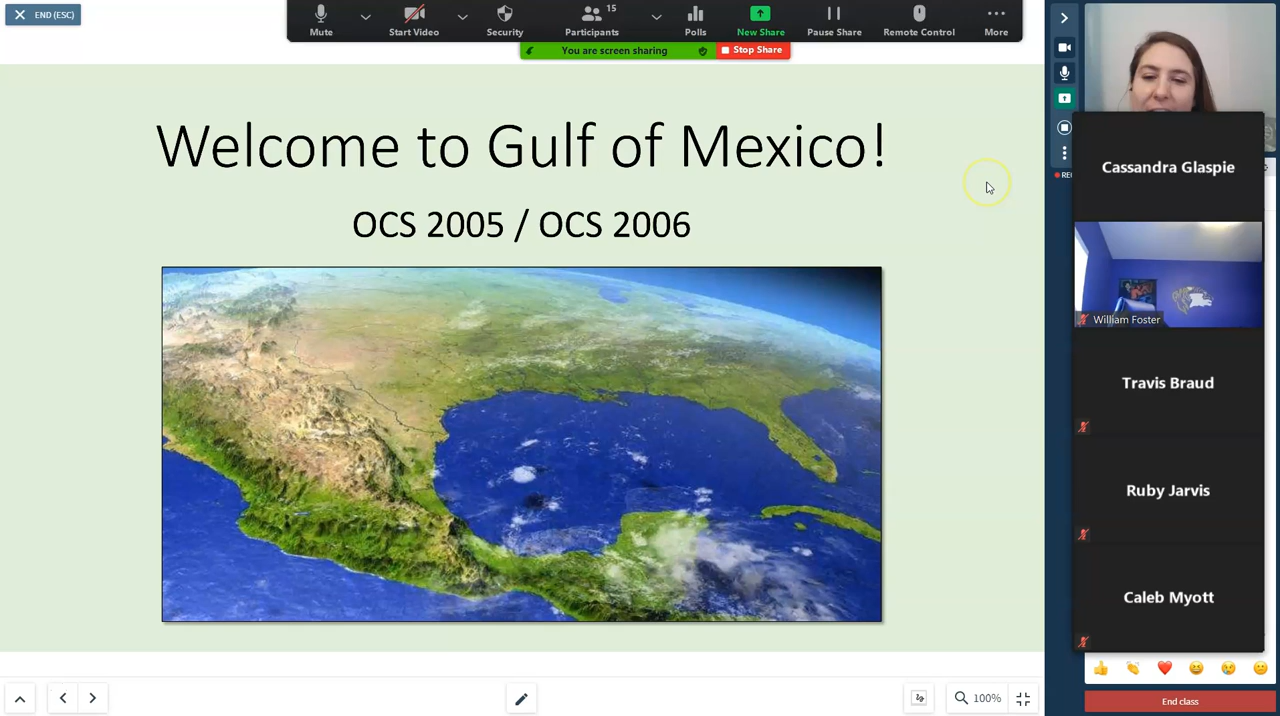 END (ESC)
15
Mute
Start Video
Security
Participants
Polls
New Share
Pause Share
Remote Control
More
You are screen sharing
Stop Share
Welcome to Gulf of Mexico!
OCS 2005 / OCS 2006
REC
Cassandra Glaspie
William Foster
Travis Braud
Ruby Jarvis
Caleb Myott
100%
End class